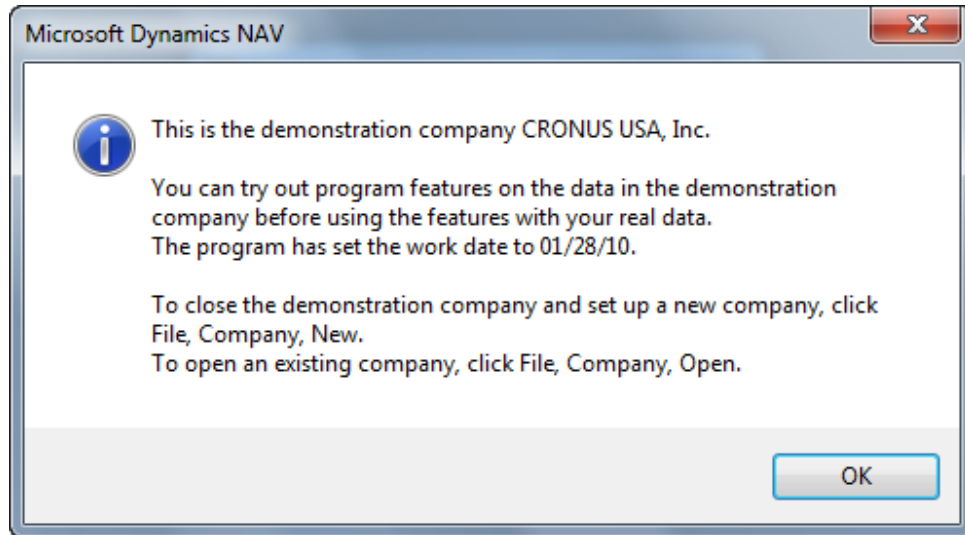 Microsoft Dynamics NAV
This is the demonstration company CRONUS USA, Inc.
You can try out program features on the data in the demonstration
company before using the features with your real data.
The program has set the work date to 01/28/10.
To close the demonstration company and set up a new company, click
File, Company, New.
To open an existing company, click File, Company, Open.
OK